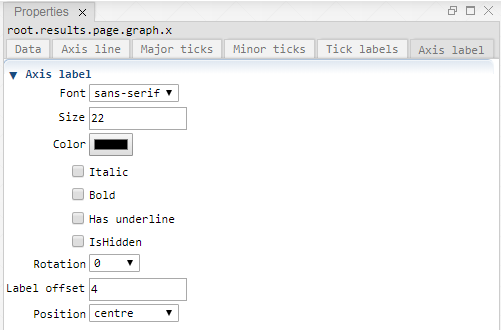 Properties
root.results.page.graph.x
Data Axis line Major ticks Minor ticks Tick labels Axis label
Axis label
Font sans-serif
Size 22
Color
Italic
Bold
Has underline
IsHidden
Rotation 0
Label offset 4
Position centre